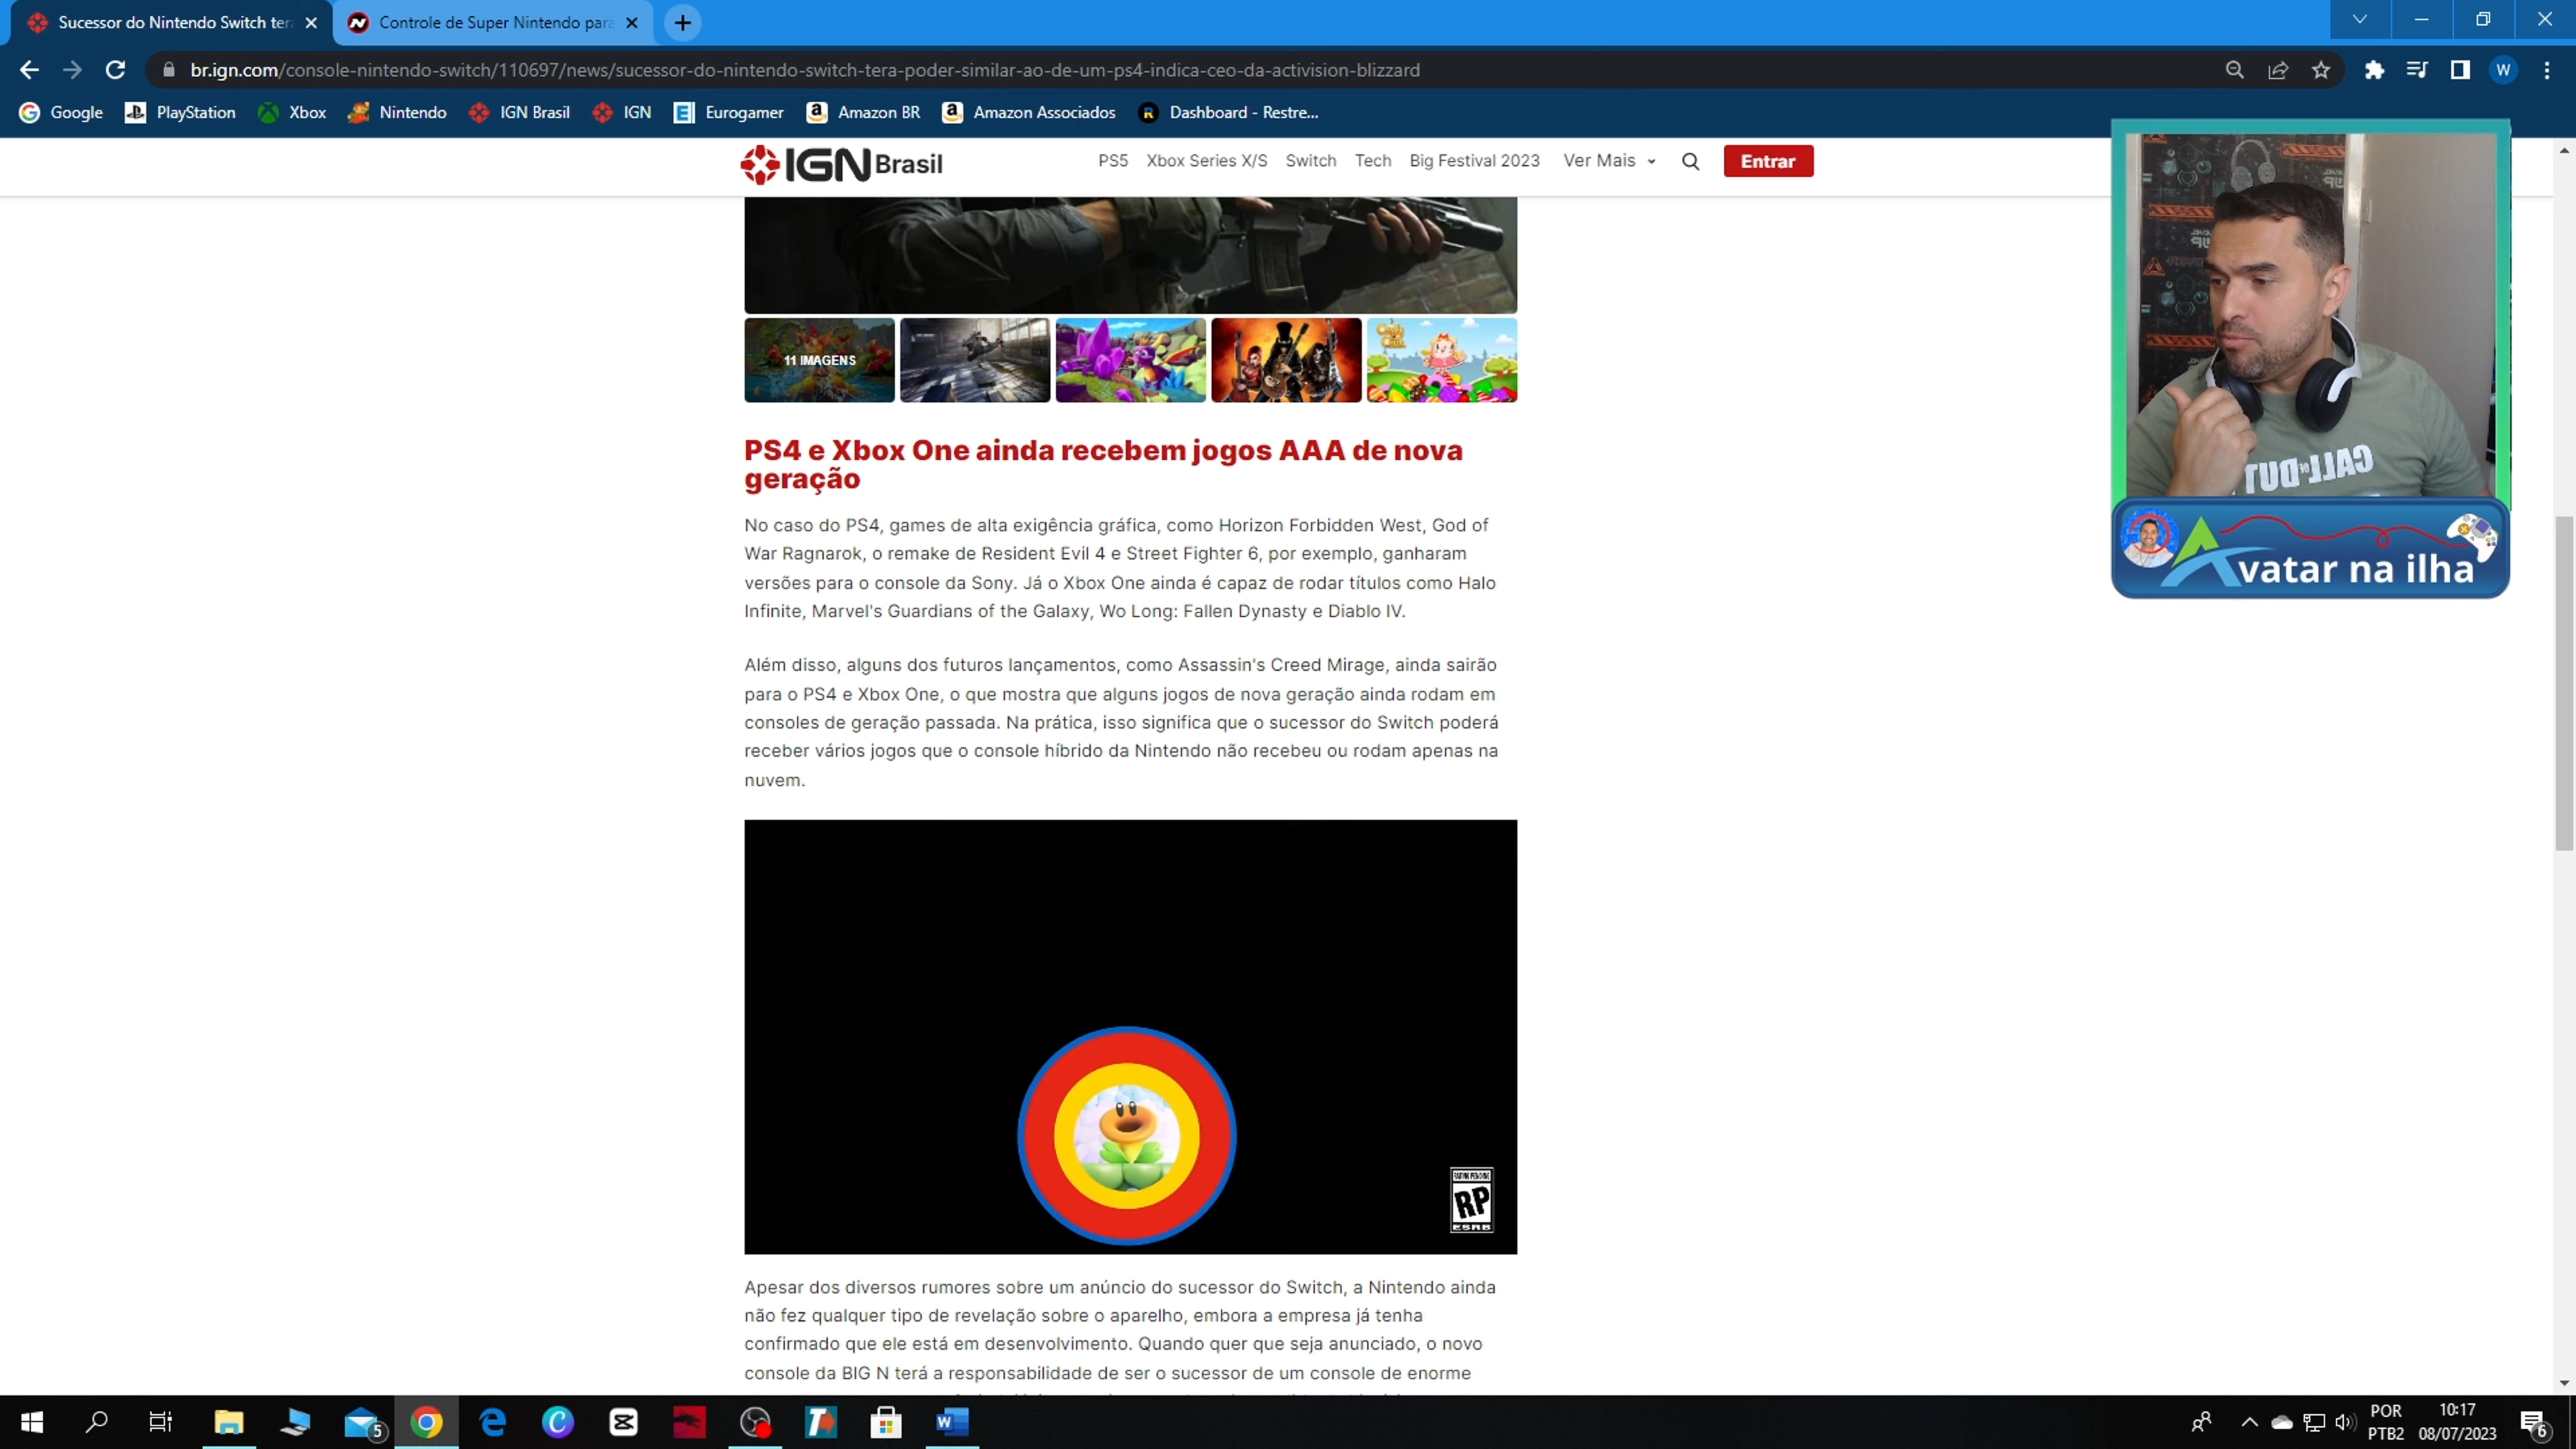 Sucessor do Nintendo Switch ter
Controle de Super Nintendo para
br.ign.com/console-nintendo-switch/110697/news/sucessor-do-nintendo-switch-tera-poder-similar-ao-de-um-ps4-indica-ceo-da-activision-blizzard
W
Google PlayStation Xbox Nintendo IGN Brasil IGN Eurogamer Amazon BR Amazon Associados Dashboard - Restre...
IGN Brasil
PS5 Xbox Series X/S Switch Tech Big Festival 2023 Ver Mais Entrar
11 IMAGENS
PS4 e Xbox One ainda recebem jogos AAA de nova
geração
No caso do PS4, games de alta exigência gráfica, como Horizon Forbidden West, God of
War Ragnarok, o remake de Resident Evil 4 e Street Fighter 6, por exemplo, ganharam
versões para o console da Sony. Já o Xbox One ainda é capaz de rodar títulos como Halo
Infinite, Marvel's Guardians of the Galaxy, Wo Long: Fallen Dynasty e Diablo IV.
Além disso, alguns dos futuros lançamentos, como Assassin's Creed Mirage, ainda sairão
para o PS4 e Xbox One, o que mostra que alguns jogos de nova geração ainda rodam em
consoles de geração passada. Na prática, isso significa que o sucessor do Switch poderá
receber vários jogos que o console híbrido da Nintendo não recebeu ou rodam apenas na
nuvem.
RATING PENDING
RP
ESRB
Apesar dos diversos rumores sobre um anúncio do sucessor do Switch, a Nintendo ainda
não fez qualquer tipo de revelação sobre o aparelho, embora a empresa já tenha
confirmado que ele está em desenvolvimento. Quando quer que seja anunciado, o novo
console da BIG N terá a responsabilidade de ser o sucessor de um console de enorme
CALL OF DUT
Avatar na ilha
5
POR
PTB2
10:17
08/07/2023
6